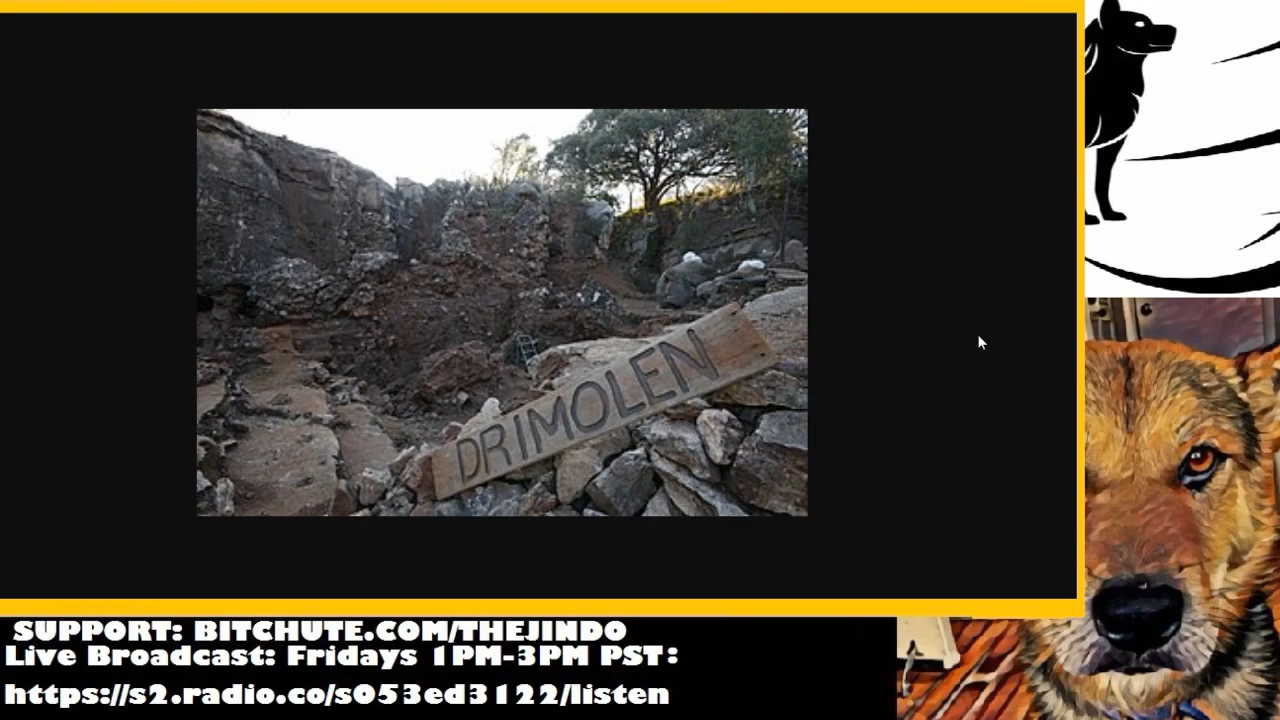 DRIMOLEN
SUPPORT: BITCHUTE.COM/THEJINDO
Live Broadcast: Fridays 1PM-3PM PST:
https://s2.radio.co/s053ed3122/listen